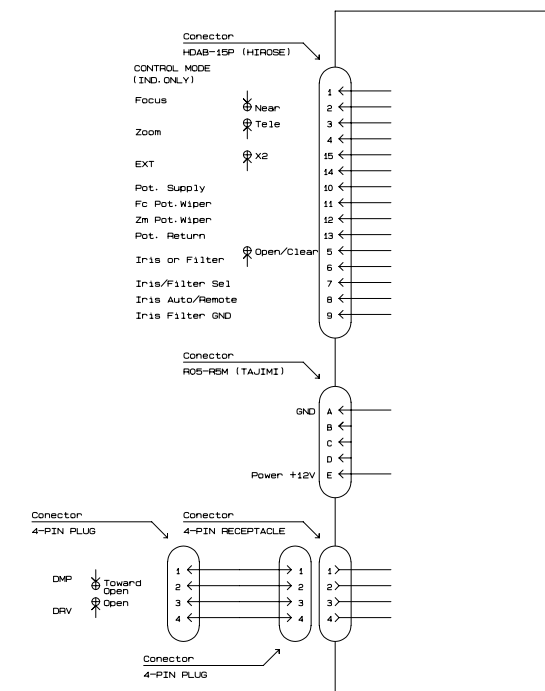 Conector
HDAB-15P (HIROSE)
CONTROL MODE
(IND.ONLY)
1
Focus
Near
2
Tele
3
Zoom
4
X2
15
EXT
14
Pot. Supply
10
Fc Pot.Wiper
11
Zm Pot.Wiper
12
Pot. Return
13
Open/Clear
5
Iris or Filter
6
Iris/Filter Sel
7
Iris Auto/Remote
8
Iris Filter GND
9
Conector
R05-R5M (TAJIMI)
GND A
B
C
D
Power +12V E
Conector
4-PIN PLUG
Conector
4-PIN RECEPTACLE
DMP
Toward
Open
Open
DRV
1 1 1
2 2 2
3 3 3
4 4 4
Conector
4-PIN PLUG